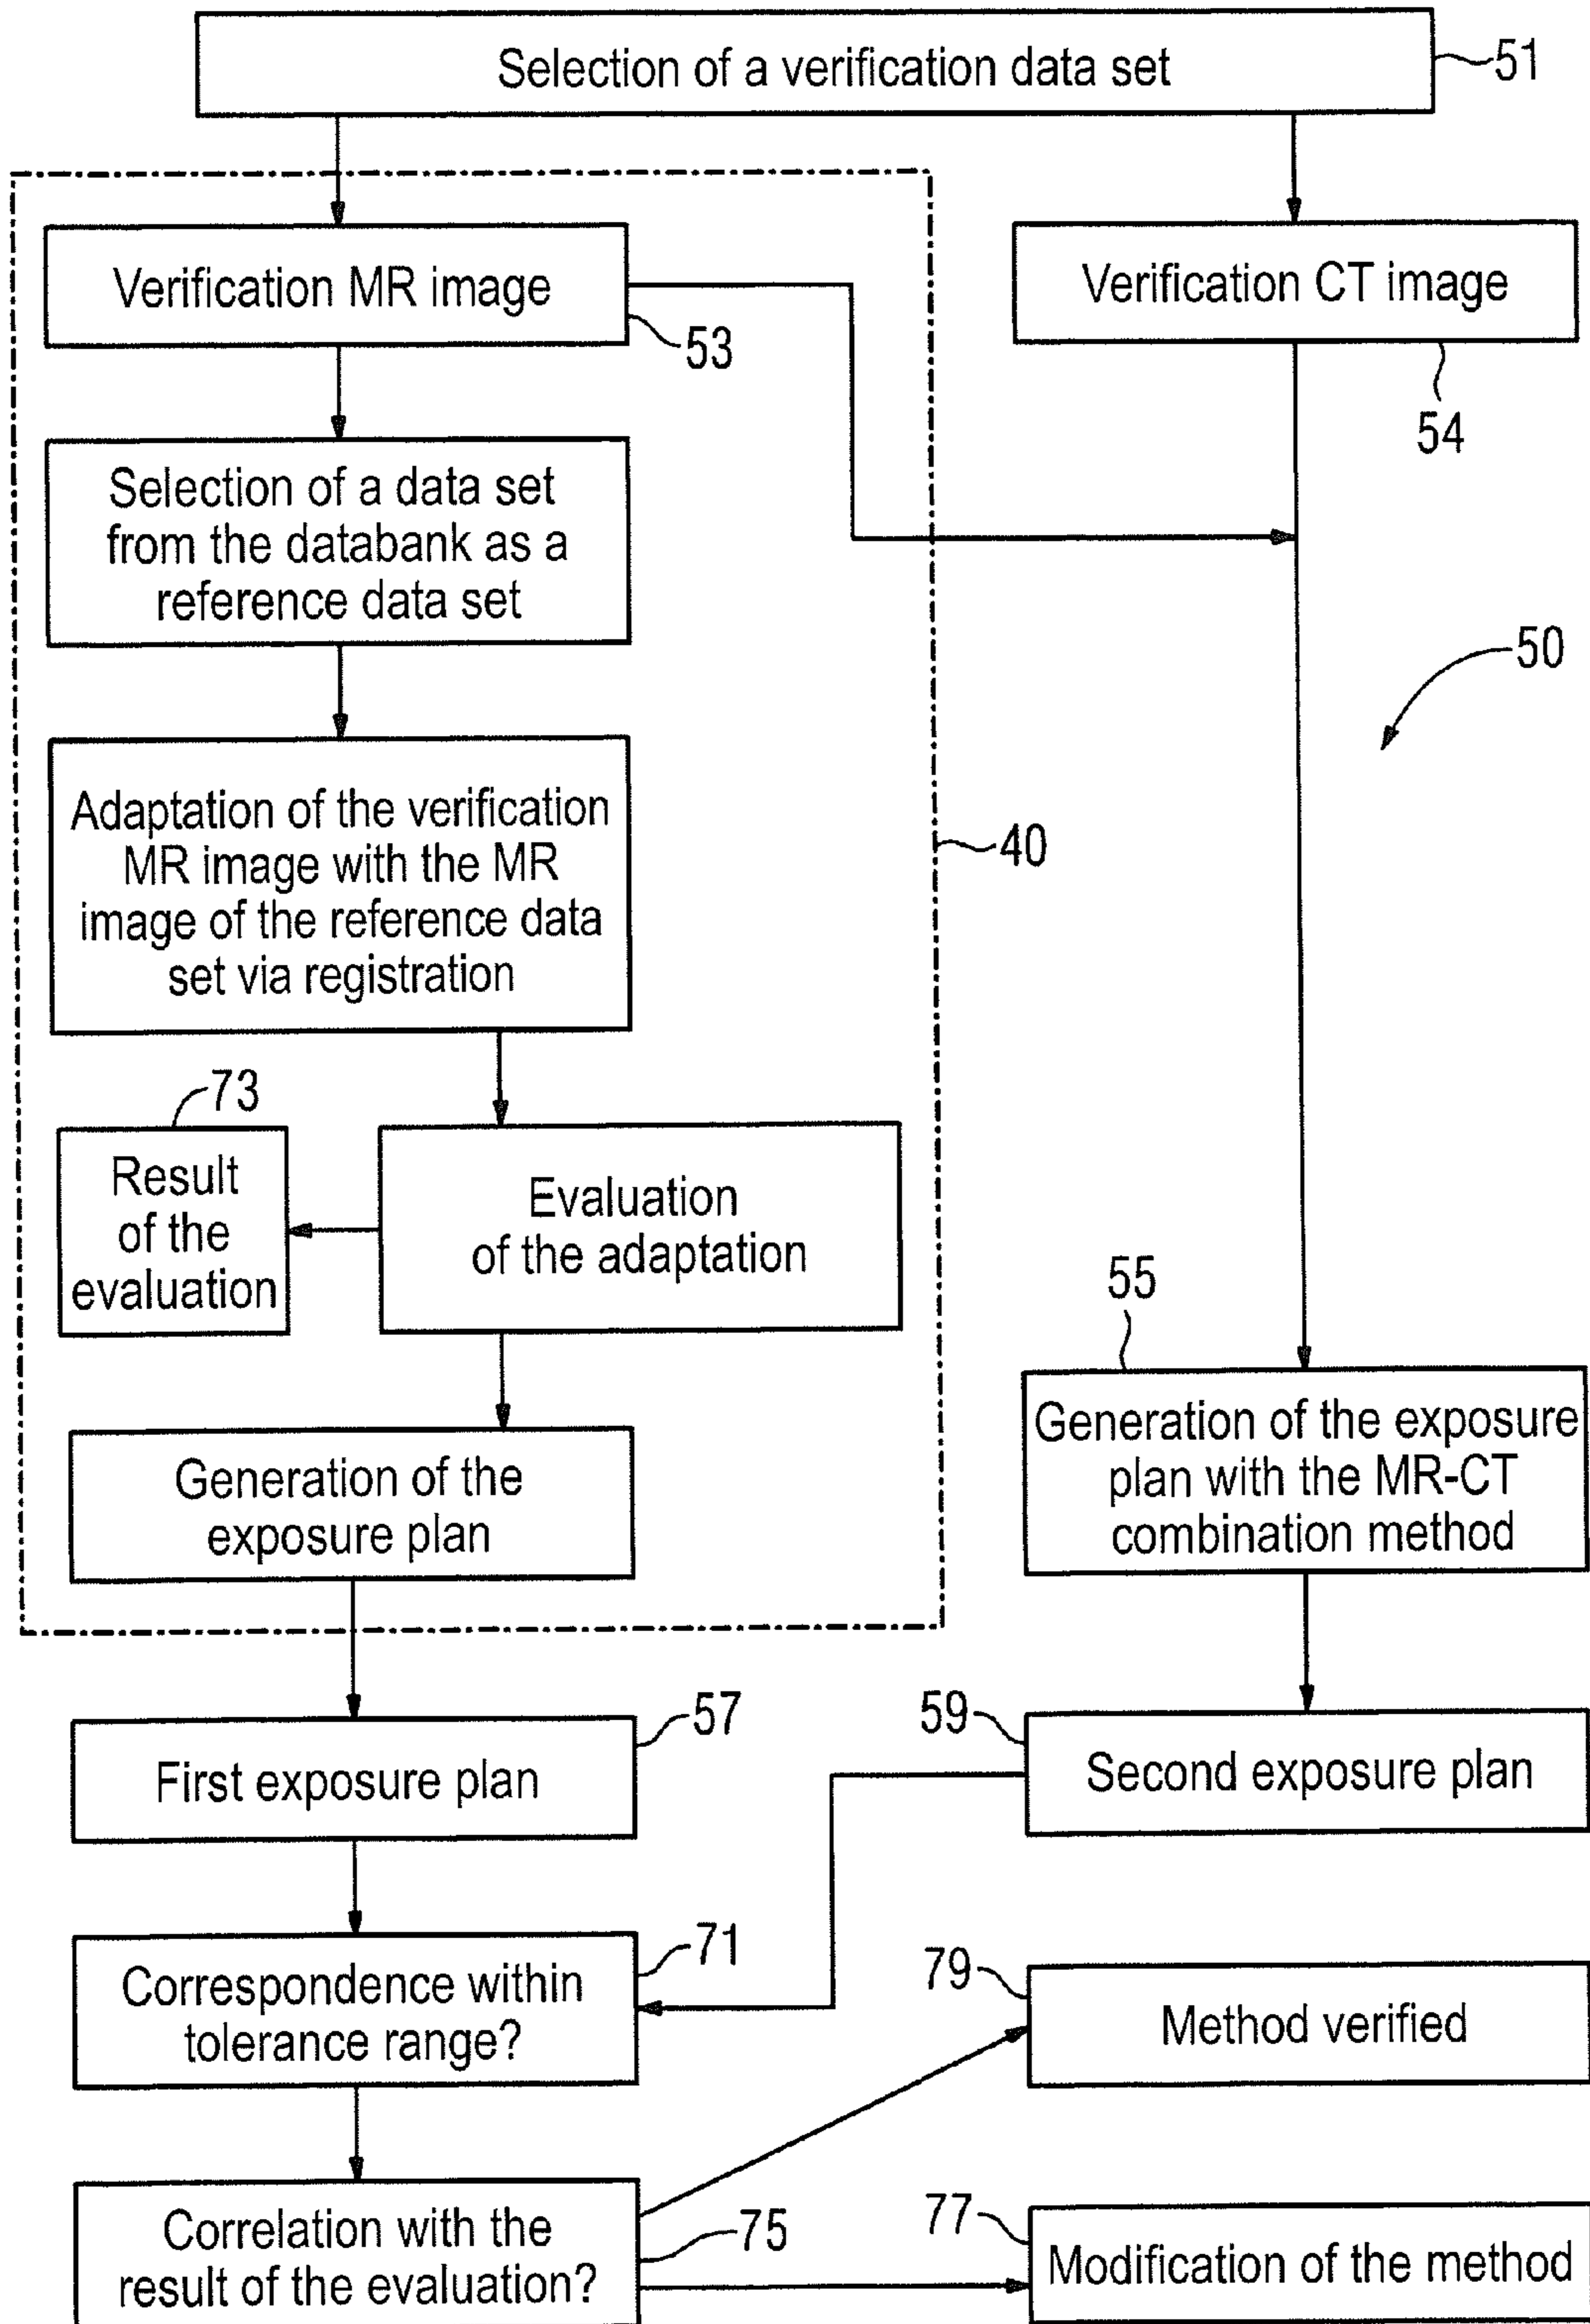 Selection of a verification data set
51
Verification MR image
53
Verification CT image
54
Selection of a data set
from the databank as a
reference data set
50
Adaptation of the verification
MR image with the MR
image of the reference data
set via registration
40
73
Result
of the
evaluation
Evaluation
of the adaptation
55
Generation of the exposure
plan with the MR-CT
combination method
Generation of the
exposure plan
57
First exposure plan
59
Second exposure plan
71
Correspondence within
tolerance range?
79
Method verified
75
Correlation with the
result of the evaluation?
77
Modification of the method